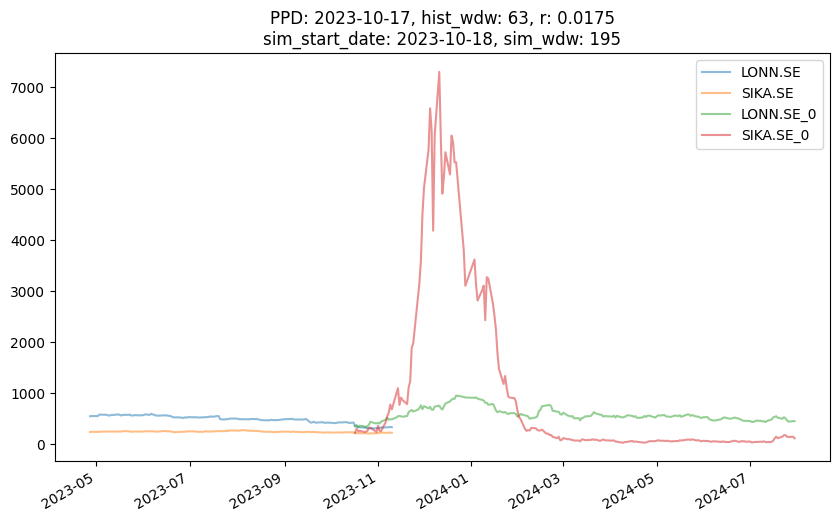 PPD: 2023-10-17, hist_wdw: 63, r: 0.0175
sim_start_date: 2023-10-18, sim_wdw: 195
LONN.SE
SIKA.SE
LONN.SE_0
SIKA.SE_0
7000
6000
5000
4000
3000
2000
1000
0
2023-05
2023-07
2023-09
2023-11
2024-01
2024-03
2024-05
2024-07